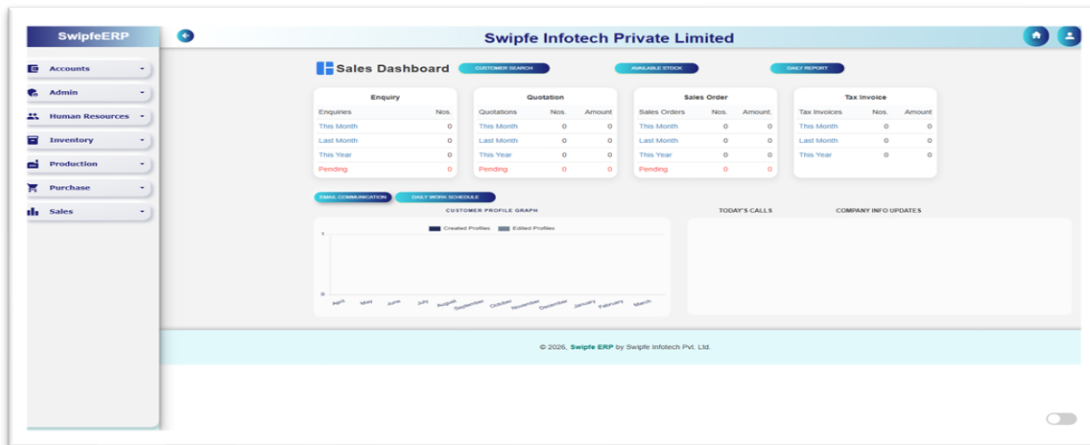 SwipfeERP
Swipfe Infotech Private Limited
Accounts
Admin
Human Resources
Inventory
Production
Purchase
Sales
Sales Dashboard
CUSTOMER SEARCH
AVAILABLE STOCK
DAILY REPORT
Enquiry
Enquiries Nos.
This Month 0
Last Month 0
This Year 0
Pending 0
Quotation
Quotations Nos. Amount
This Month 0 0
Last Month 0 0
This Year 0 0
Pending 0 0
Sales Order
Sales Orders Nos. Amount
This Month 0 0
Last Month 0 0
This Year 0 0
Pending 0 0
Tax Invoice
Tax Invoices Nos. Amount
This Month 0 0
Last Month 0 0
This Year 0 0
EMAIL COMMUNICATION
DAILY WORK SCHEDULE
CUSTOMER PROFILE GRAPH
Created Profiles Edited Profiles
1
0
April May June July August September October November December January February March
TODAY'S CALLS
COMPANY INFO UPDATES
© 2026, Swipfe ERP by Swipfe Infotech Pvt. Ltd.